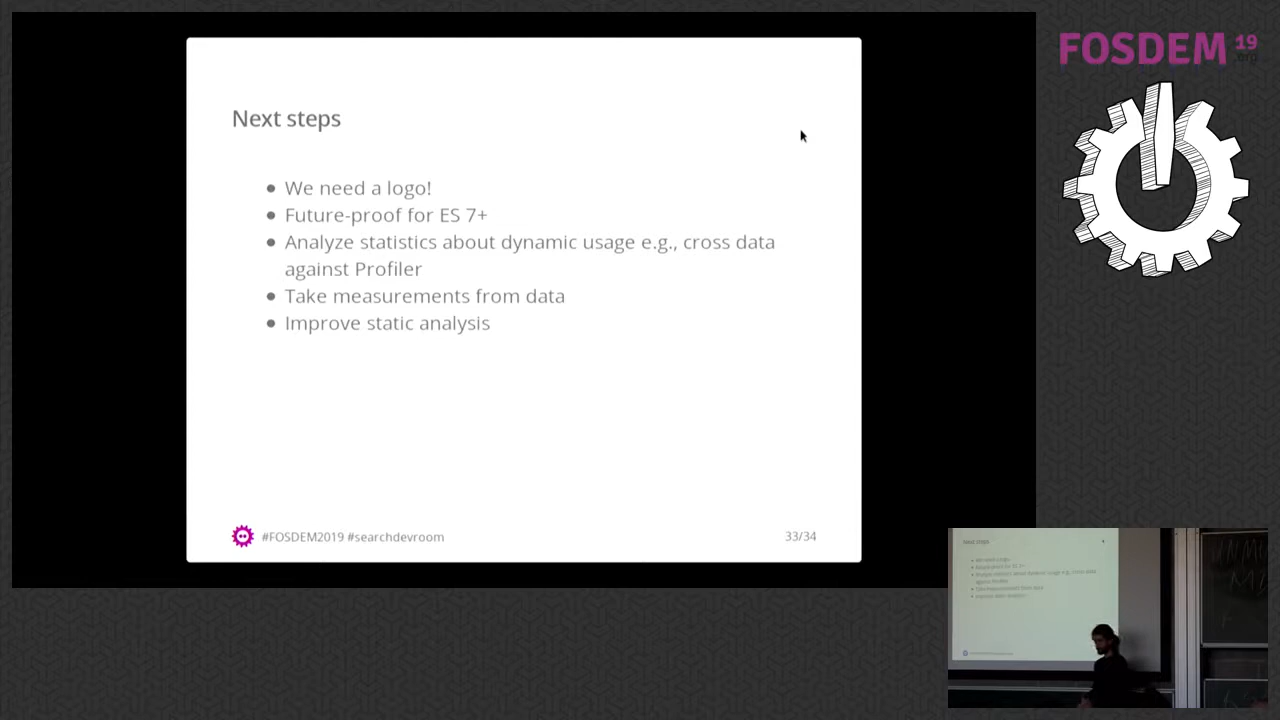 FOSDEM 19
.org
Next steps
We need a logo!
Future-proof for ES 7+
Analyze statistics about dynamic usage e.g., cross data
against Profiler
Take measurements from data
Improve static analysis
#FOSDEM2019 #searchdevroom
33/34